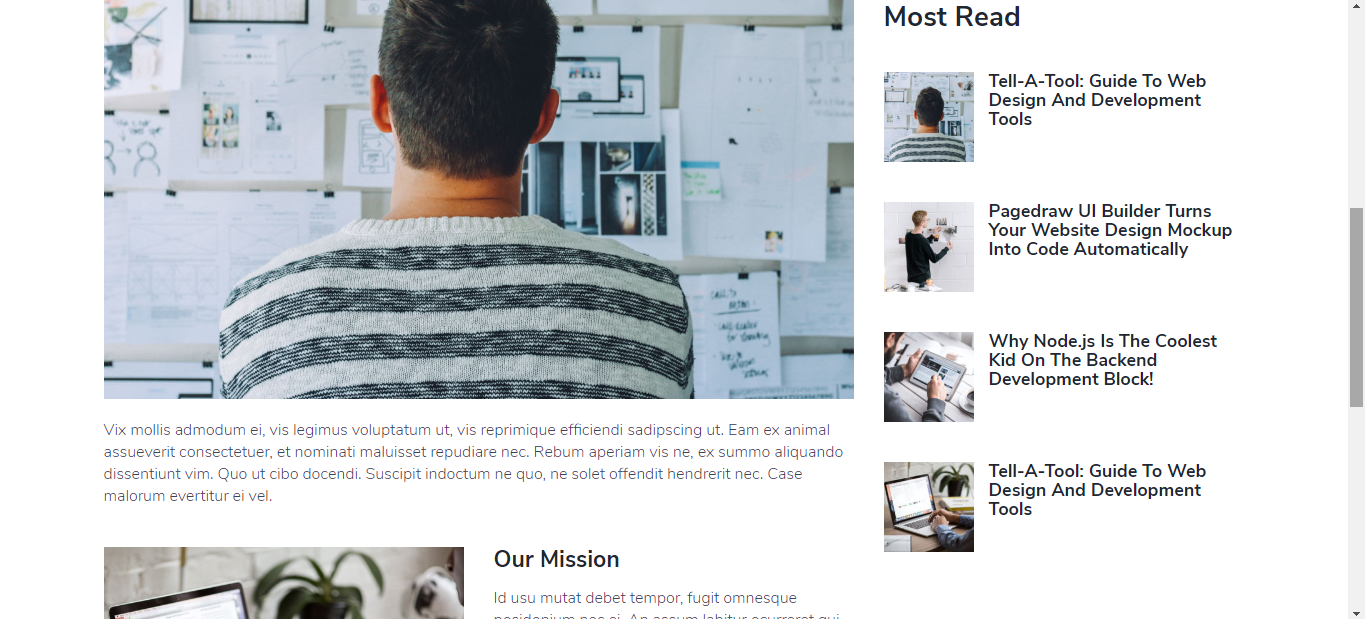 Most Read
Tell-A-Tool: Guide To Web
Design And Development
Tools
Pagedraw UI Builder Turns
Your Website Design Mockup
Into Code Automatically
Why Node.js Is The Coolest
Kid On The Backend
Development Block!
Tell-A-Tool: Guide To Web
Design And Development
Tools
Vix mollis admodum ei, vis legimus voluptatum ut, vis reprimique efficiendi sadipscing ut. Eam ex animal
assueverit consectetuer, et nominati maluisset repudiare nec. Rebum aperiam vis ne, ex summo aliquando
dissentiunt vim. Quo ut cibo docendi. Suscipit indoctum ne quo, ne solet offendit hendrerit nec. Case
malorum evertitur ei vel.
Our Mission
Id usu mutat debet tempor, fugit omnesque